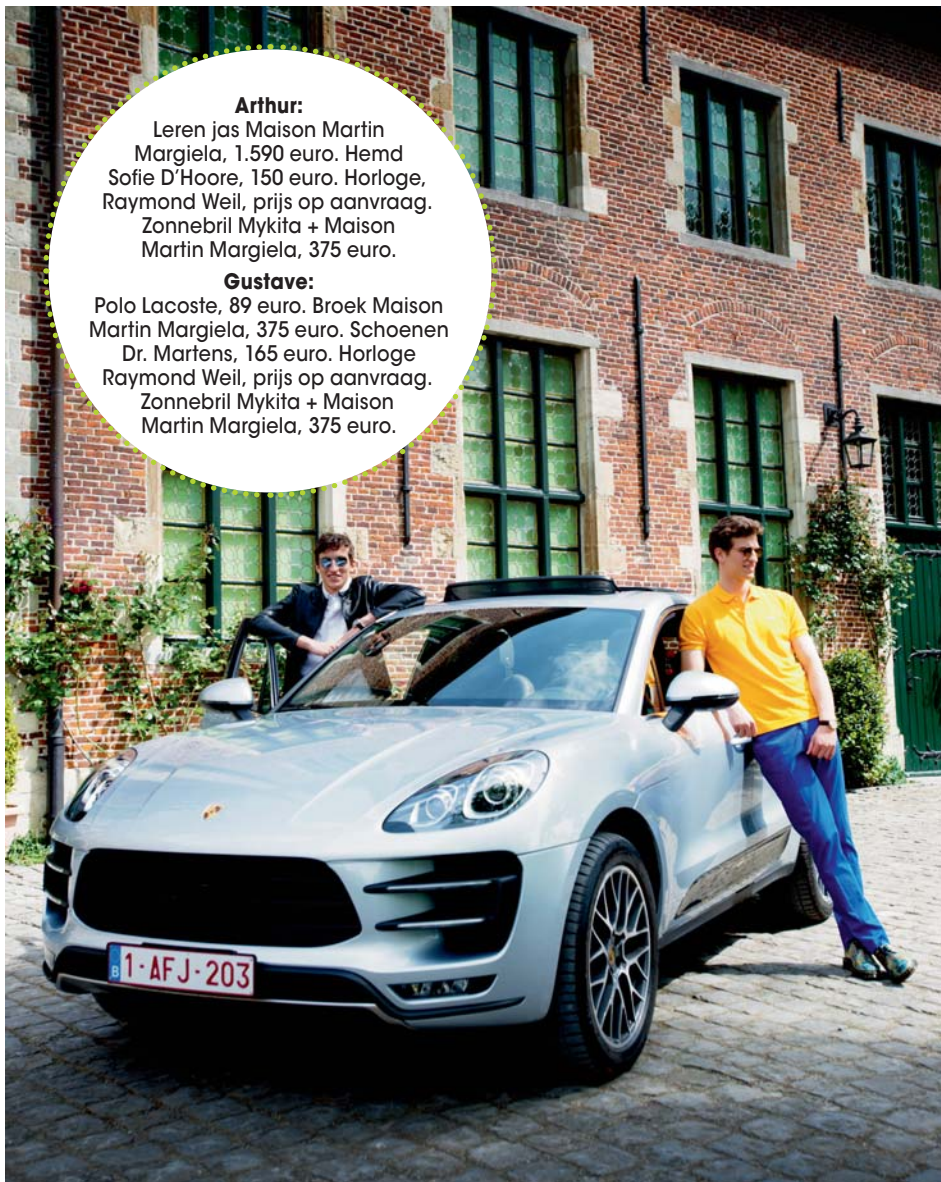 Arthur:
Leren jas Maison Martin
Margiela, 1.590 euro. Hemd
Sofie D'Hoore, 150 euro. Horloge,
Raymond Weil, prijs op aanvraag.
Zonnebril Mykita + Maison
Martin Margiela, 375 euro.
Gustave:
Polo Lacoste, 89 euro. Broek Maison
Martin Margiela, 375 euro. Schoenen
Dr. Martens, 165 euro. Horloge
Raymond Weil, prijs op aanvraag.
Zonnebril Mykita + Maison
Martin Margiela, 375 euro.
B 1-AFJ-203